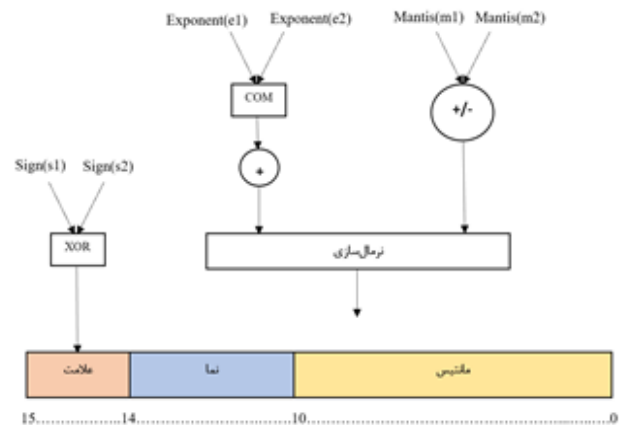 Exponent(e1) Exponent(e2)
Mantis(m1) Mantis(m2)
COM
+/-
+
Sign(s1) Sign(s2)
XOR
نرمال‌سازی
علامت
نما
مانتیس
15 14 10 0